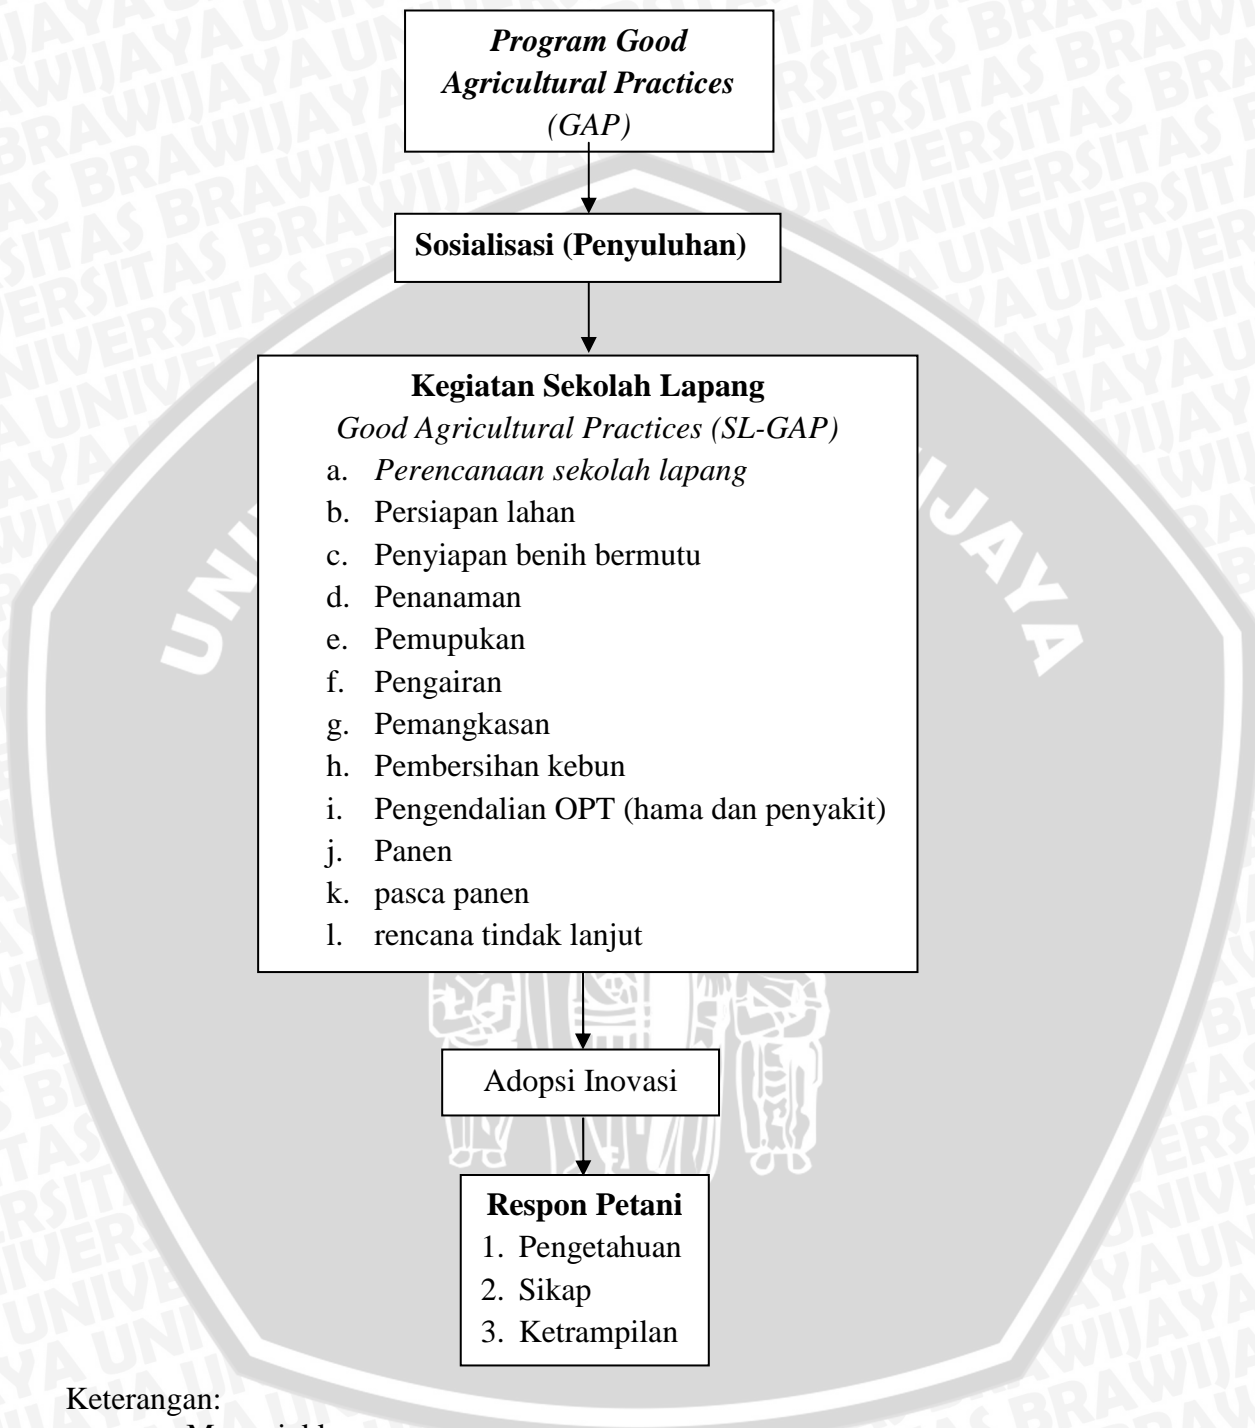 Program Good
Agricultural Practices
(GAP)
Sosialisasi (Penyuluhan)
Kegiatan Sekolah Lapang
Good Agricultural Practices (SL-GAP)
a. Perencanaan sekolah lapang
b. Persiapan lahan
c. Penyiapan benih bermutu
d. Penanaman
e. Pemupukan
f. Pengairan
g. Pemangkasan
h. Pembersihan kebun
i. Pengendalian OPT (hama dan penyakit)
j. Panen
k. pasca panen
l. rencana tindak lanjut
Adopsi Inovasi
Respon Petani
1. Pengetahuan
2. Sikap
3. Ketrampilan
Keterangan: